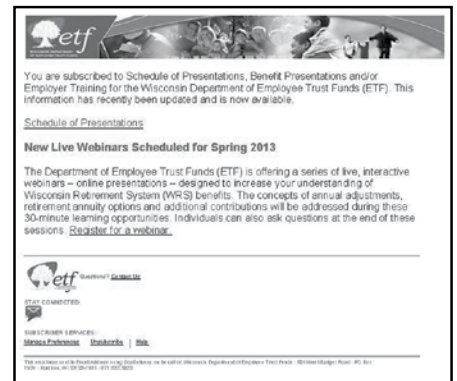 etf
You are subscribed to Schedule of Presentations, Benefit Presentations and/or
Employer Training for the Wisconsin Department of Employee Trust Funds (ETF). This
information has recently been updated and is now available.
Schedule of Presentations
New Live Webinars Scheduled for Spring 2013
The Department of Employee Trust Funds (ETF) is offering a series of live, interactive
webinars – online presentations – designed to increase your understanding of
Wisconsin Retirement System (WRS) benefits. The concepts of annual adjustments,
retirement annuity options and additional contributions will be addressed during these
30-minute learning opportunities. Individuals can also ask questions at the end of these
sessions. Register for a webinar.
etf Questions? Contact Us
STAY CONNECTED:
SUBSCRIBER SERVICES:
Manage Preferences Unsubscribe | Help